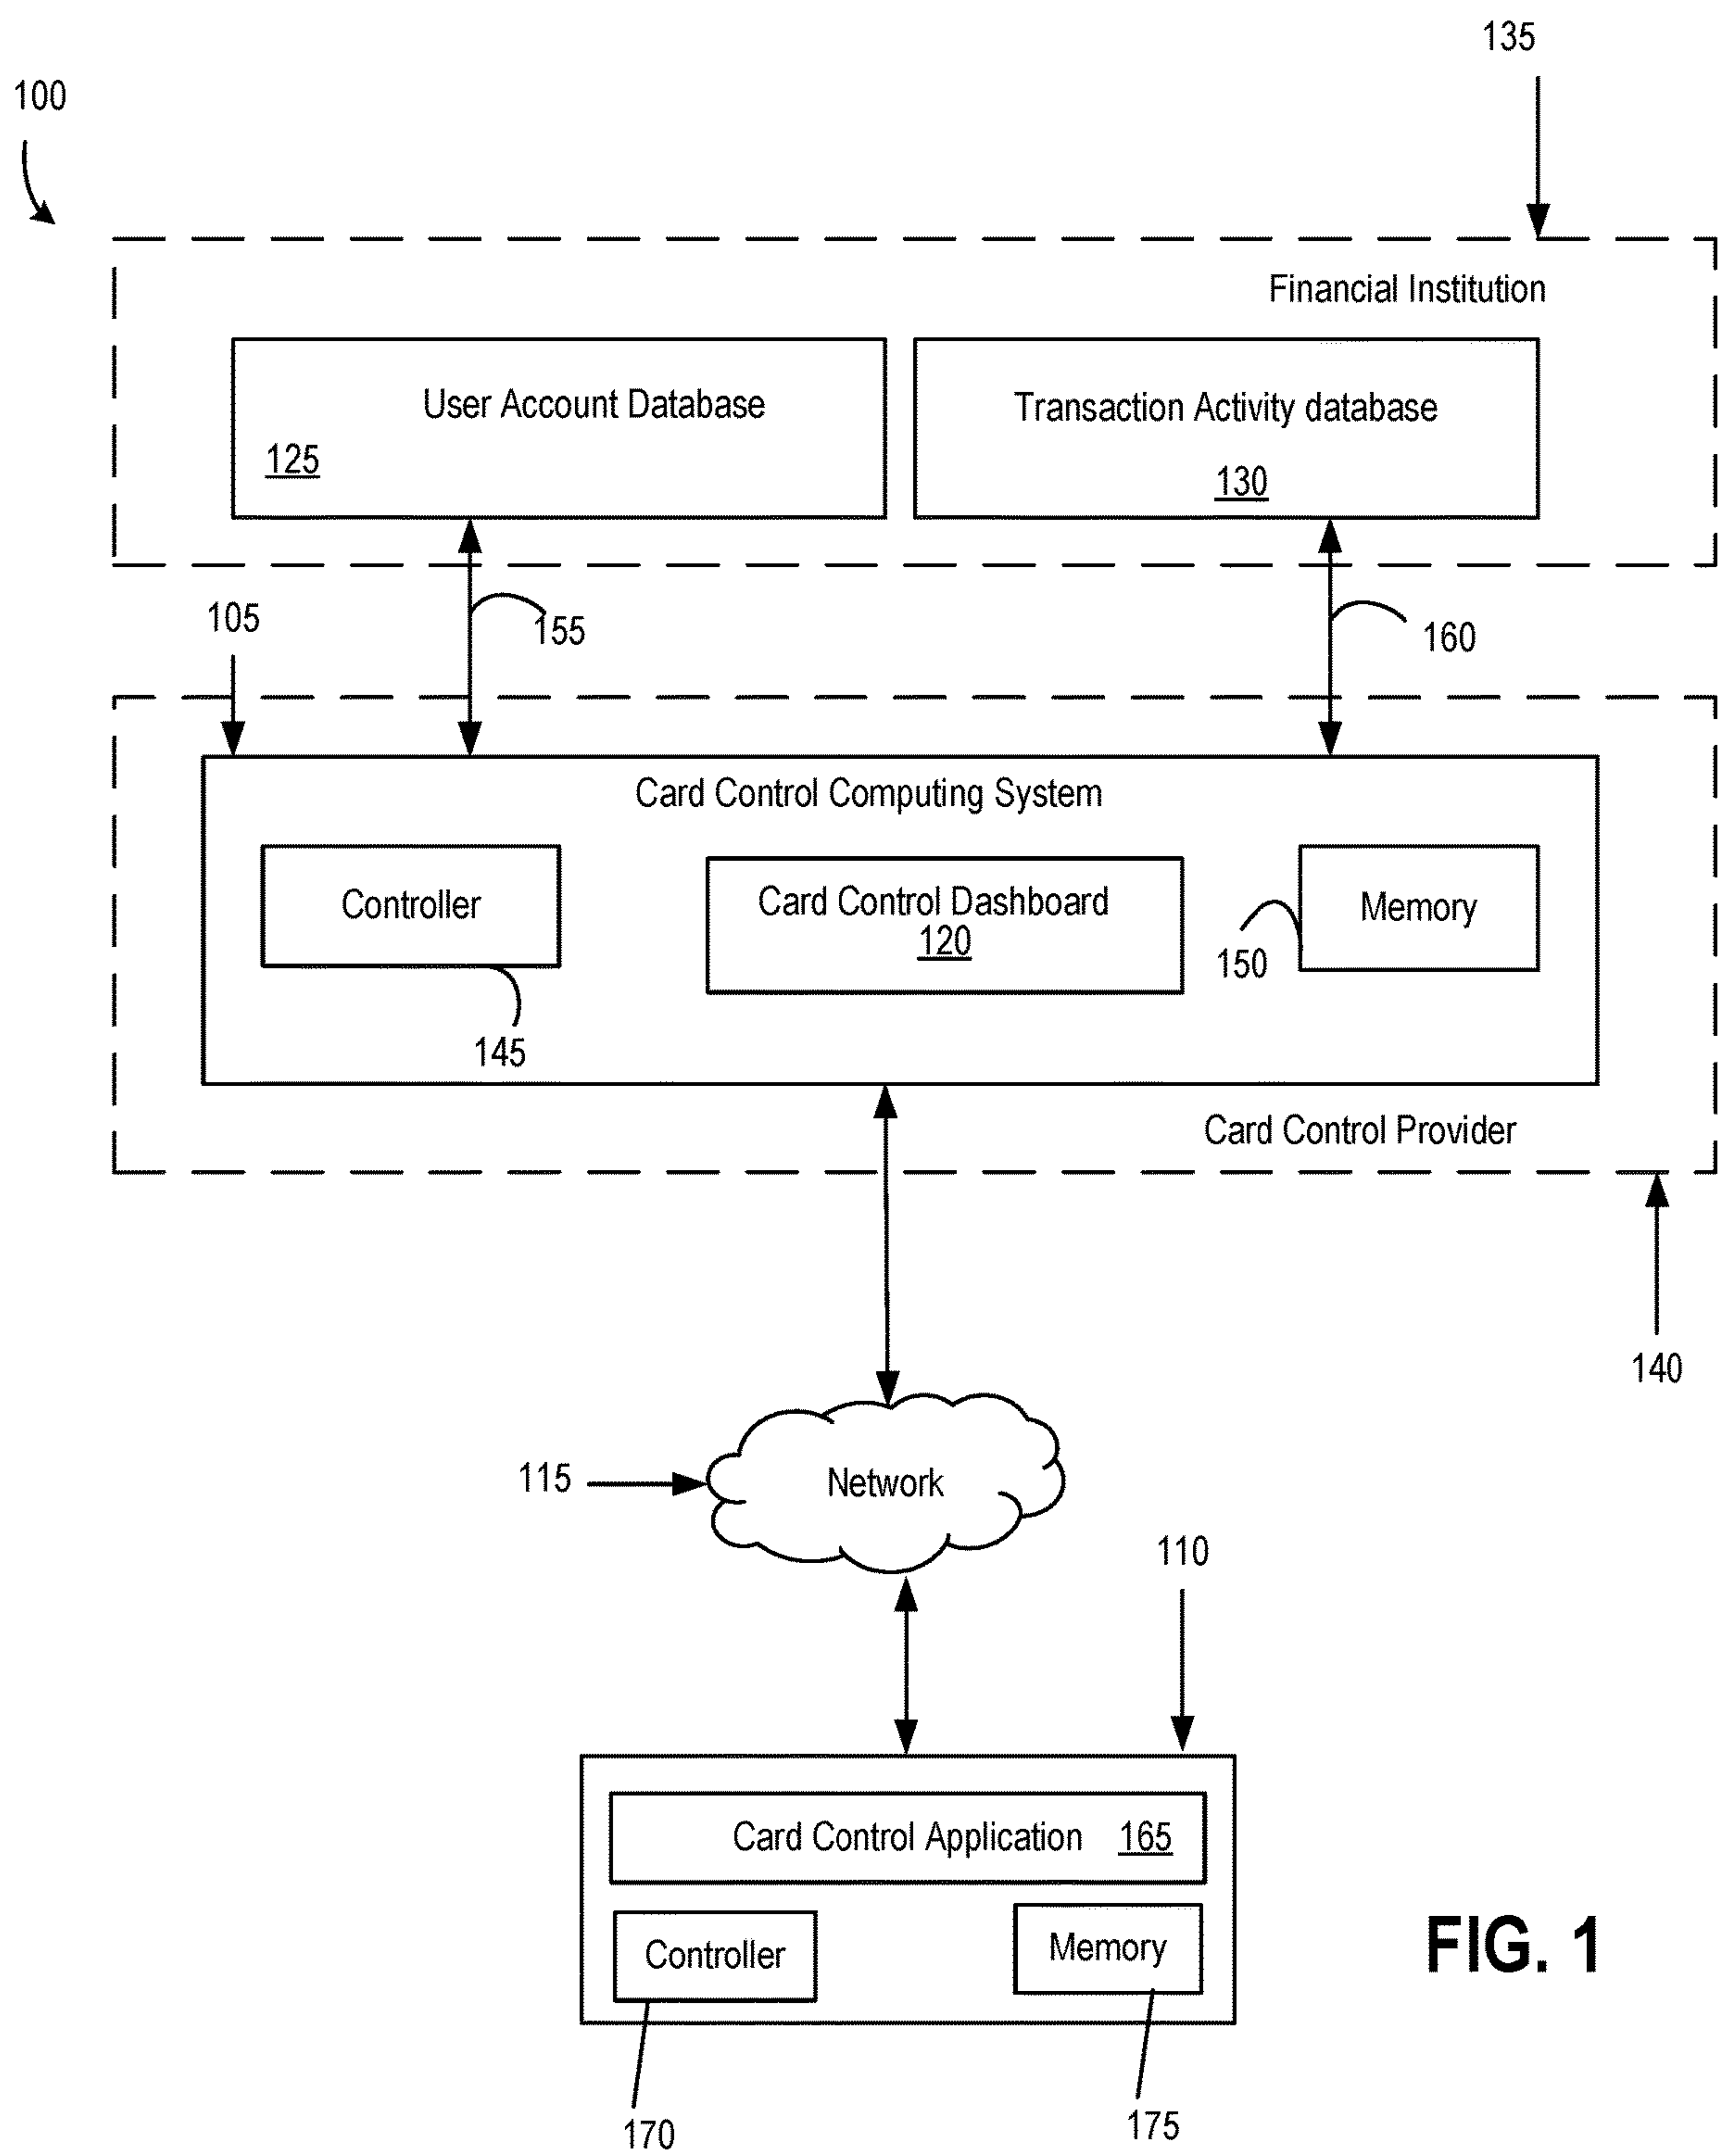 135
100
Financial Institution
User Account Database
125
Transaction Activity database
130
105
155
160
Card Control Computing System
Controller
Card Control Dashboard
120
Memory
150
145
Card Control Provider
140
115
Network
110
Card Control Application 165
Controller
Memory
170
175
FIG. 1